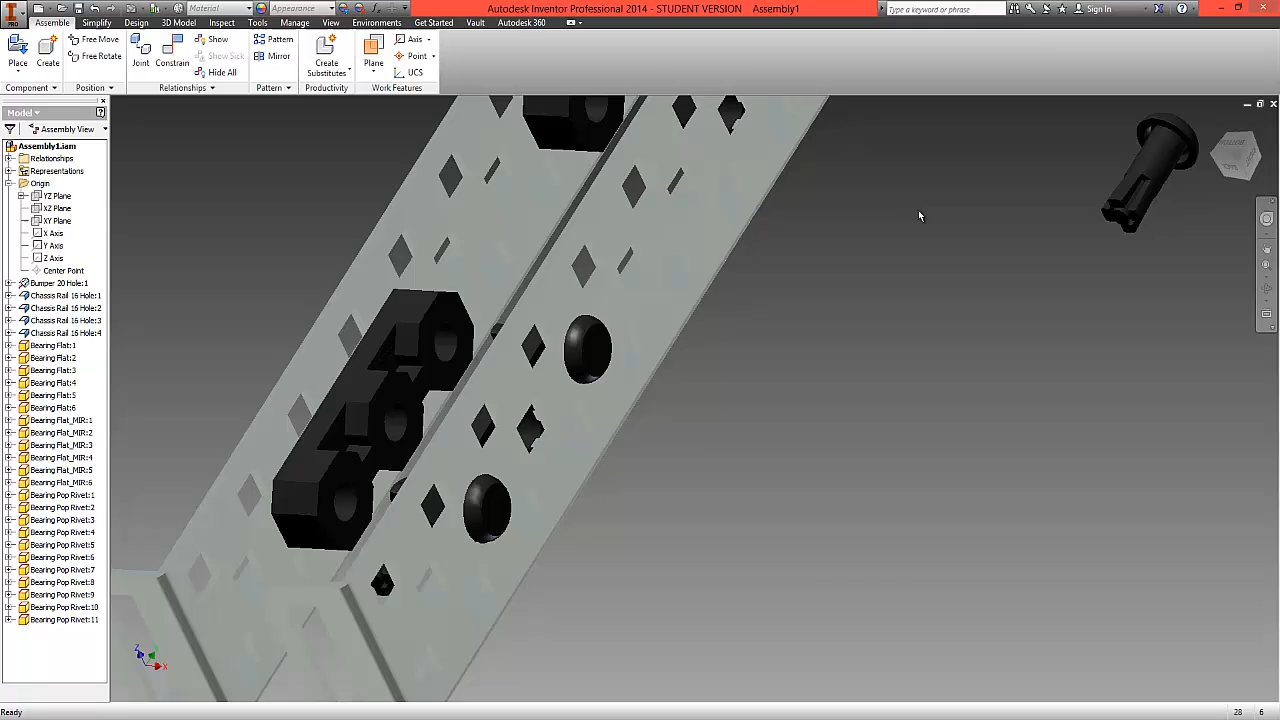 Autodesk Inventor Professional 2014 - STUDENT VERSION Assembly1
Type a keyword or phrase
Sign In
Material
Appearance
PRO
Assemble Simplify Design 3D Model Inspect Tools Manage View Environments Get Started Vault Autodesk 360
Place
Create
Free Move
Free Rotate
Joint
Constrain
Show
Show Sick
Hide All
Pattern
Mirror
Create
Substitutes
Plane
Axis
Point
UCS
Component Position Relationships Pattern Productivity Work Features
Model
Assembly View
Assembly1.iam
Relationships
Representations
Origin
YZ Plane
XZ Plane
XY Plane
X Axis
Y Axis
Z Axis
Center Point
Bumper 20 Hole:1
Chassis Rail 16 Hole:1
Chassis Rail 16 Hole:2
Chassis Rail 16 Hole:3
Chassis Rail 16 Hole:4
Bearing Flat:1
Bearing Flat:2
Bearing Flat:3
Bearing Flat:4
Bearing Flat:5
Bearing Flat:6
Bearing Flat_MIR:1
Bearing Flat_MIR:2
Bearing Flat_MIR:3
Bearing Flat_MIR:4
Bearing Flat_MIR:5
Bearing Flat_MIR:6
Bearing Pop Rivet:1
Bearing Pop Rivet:2
Bearing Pop Rivet:3
Bearing Pop Rivet:4
Bearing Pop Rivet:5
Bearing Pop Rivet:6
Bearing Pop Rivet:7
Bearing Pop Rivet:8
Bearing Pop Rivet:9
Bearing Pop Rivet:10
Bearing Pop Rivet:11
Z
X
Ready
28 6